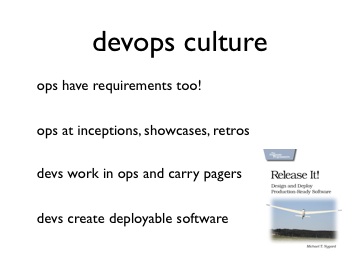 devops culture
ops have requirements too!
ops at inceptions, showcases, retros
devs work in ops and carry pagers
devs create deployable software
Release It!
Design and Deploy
Production-Ready Software
Michael T. Nygard